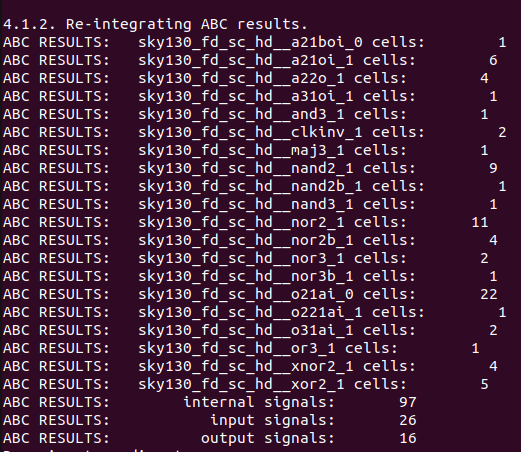 4.1.2. Re-integrating ABC results.
ABC RESULTS:   sky130_fd_sc_hd__a21boi_0 cells:        1
ABC RESULTS:   sky130_fd_sc_hd__a21oi_1 cells:        6
ABC RESULTS:   sky130_fd_sc_hd__a22o_1 cells:        4
ABC RESULTS:   sky130_fd_sc_hd__a31oi_1 cells:        1
ABC RESULTS:   sky130_fd_sc_hd__and3_1 cells:        1
ABC RESULTS:   sky130_fd_sc_hd__clkinv_1 cells:        2
ABC RESULTS:   sky130_fd_sc_hd__maj3_1 cells:        1
ABC RESULTS:   sky130_fd_sc_hd__nand2_1 cells:        9
ABC RESULTS:   sky130_fd_sc_hd__nand2b_1 cells:        1
ABC RESULTS:   sky130_fd_sc_hd__nand3_1 cells:        1
ABC RESULTS:   sky130_fd_sc_hd__nor2_1 cells:       11
ABC RESULTS:   sky130_fd_sc_hd__nor2b_1 cells:        4
ABC RESULTS:   sky130_fd_sc_hd__nor3_1 cells:        2
ABC RESULTS:   sky130_fd_sc_hd__nor3b_1 cells:        1
ABC RESULTS:   sky130_fd_sc_hd__o21ai_0 cells:       22
ABC RESULTS:   sky130_fd_sc_hd__o221ai_1 cells:        1
ABC RESULTS:   sky130_fd_sc_hd__o31ai_1 cells:        2
ABC RESULTS:   sky130_fd_sc_hd__or3_1 cells:        1
ABC RESULTS:   sky130_fd_sc_hd__xnor2_1 cells:        4
ABC RESULTS:   sky130_fd_sc_hd__xor2_1 cells:        5
ABC RESULTS:        internal signals:       97
ABC RESULTS:           input signals:       26
ABC RESULTS:          output signals:       16